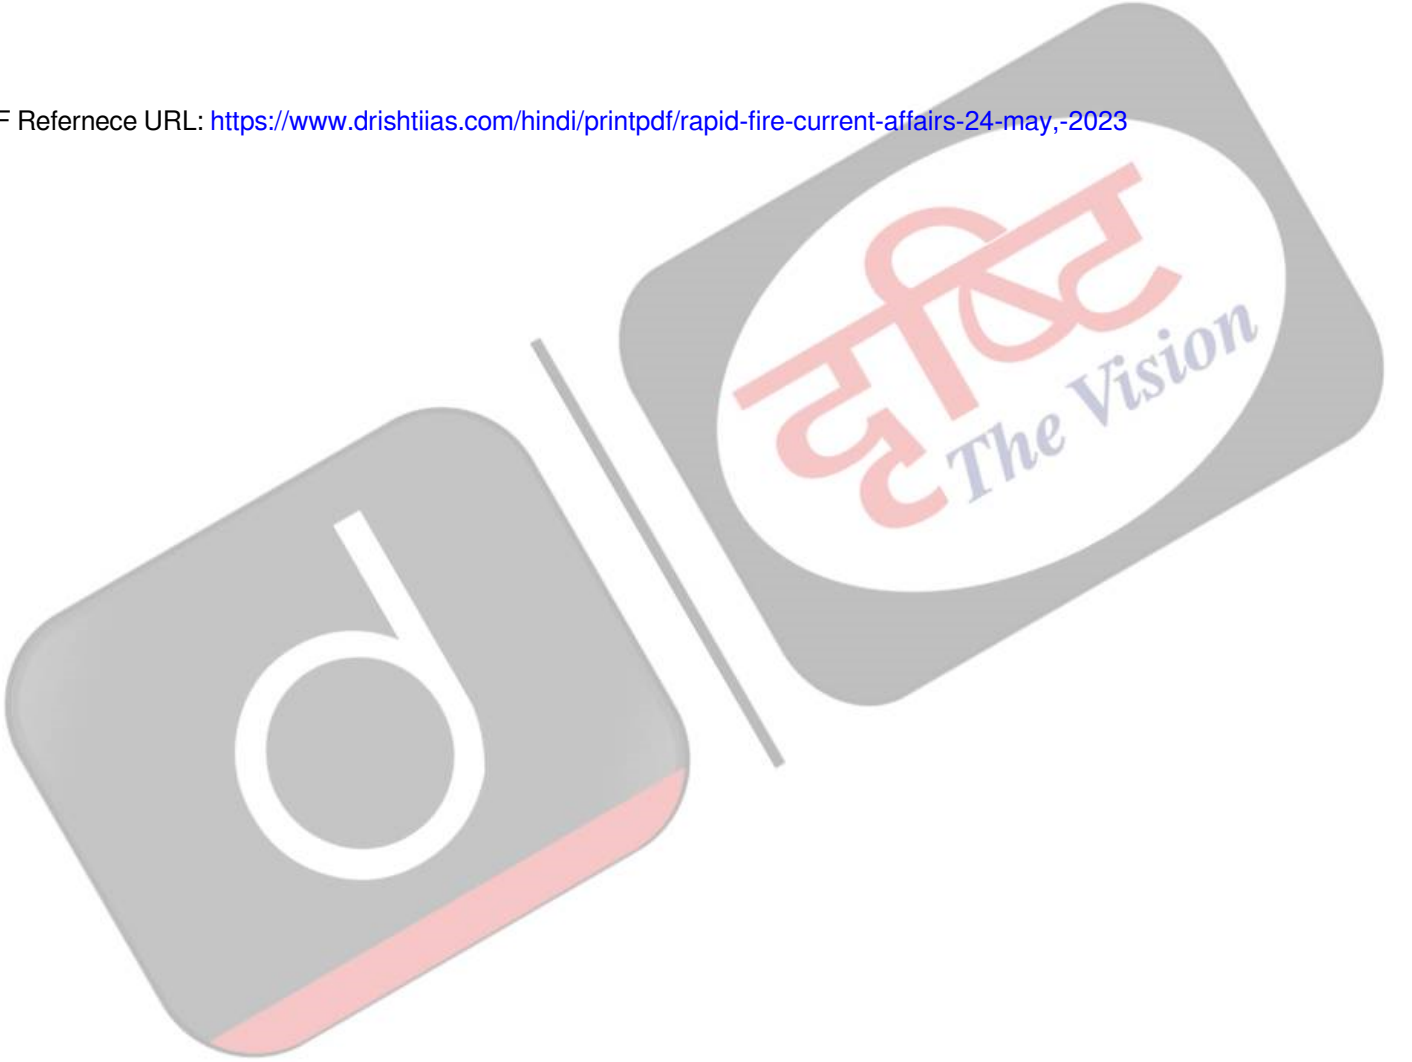 F Refernece URL: https://www.drishtiias.com/hindi/printpdf/rapid-fire-current-affairs-24-may,-2023
दृष्टि
The Vision
d